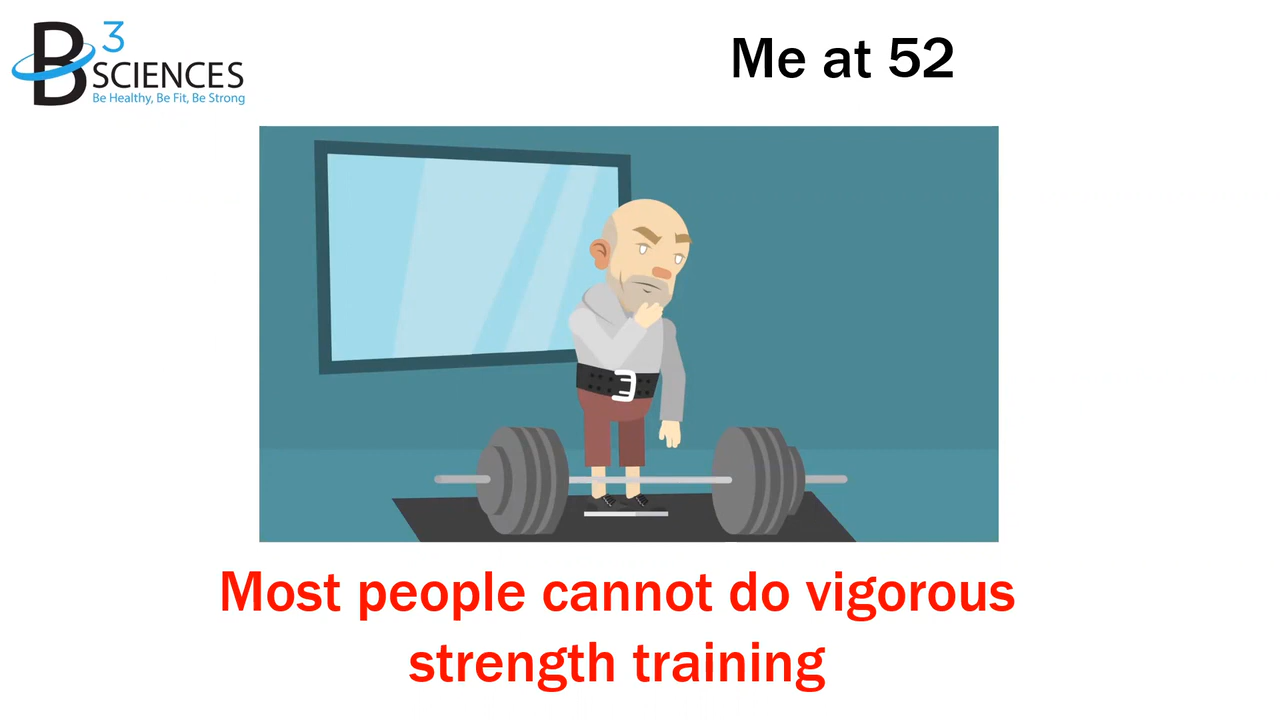 B3
SCIENCES
Be Healthy, Be Fit, Be Strong
Me at 52
Most people cannot do vigorous
strength training